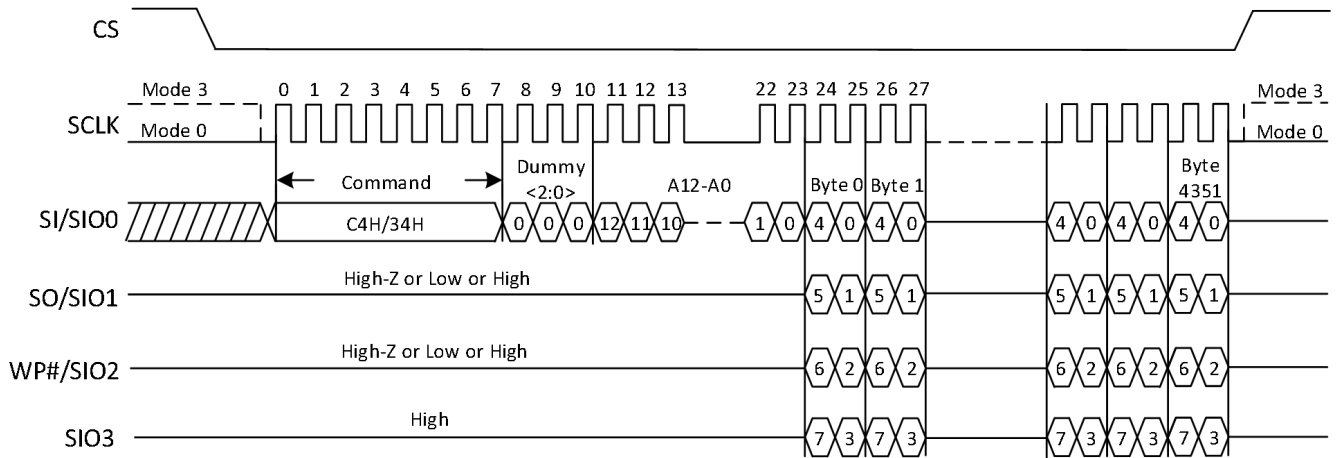 CS
Mode 3
0 1 2 3 4 5 6 7 8 9 10 11 12 13 22 23 24 25 26 27
Mode 3
SCLK
Mode 0
Mode 0
Command
Dummy
<2:0>
A12-A0
Byte 0
Byte 1
Byte
4351
SI/SIO0
C4H/34H
0 0 0 12 11 10 1 0 4 0 4 0 4 0 4 0 4 0
High-Z or Low or High
SO/SIO1
5 1 5 1 5 1 5 1 5 1
High-Z or Low or High
WP#/SIO2
6 2 6 2 6 2 6 2 6 2
High
SIO3
7 3 7 3 7 3 7 3 7 3